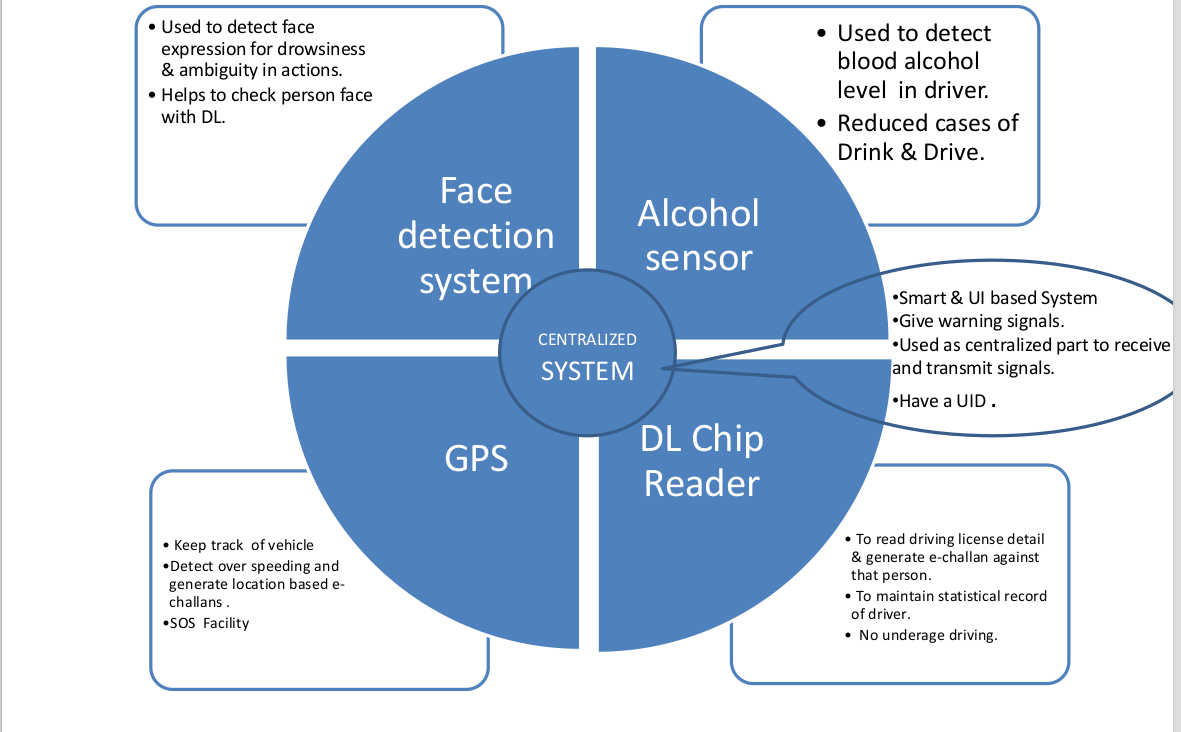 • Used to detect face
expression for drowsiness
& ambiguity in actions.
• Helps to check person face
with DL.
• Used to detect
blood alcohol
level in driver.
• Reduced cases of
Drink & Drive.
Face
detection
system
Alcohol
sensor
CENTRALIZED
SYSTEM
•Smart & UI based System
•Give warning signals.
•Used as centralized part to receive
and transmit signals.
•Have a UID .
GPS
DL Chip
Reader
• Keep track of vehicle
•Detect over speeding and
generate location based e-
challans .
•SOS Facility
• To read driving license detail
& generate e-challan against
that person.
• To maintain statistical record
of driver.
• No underage driving.